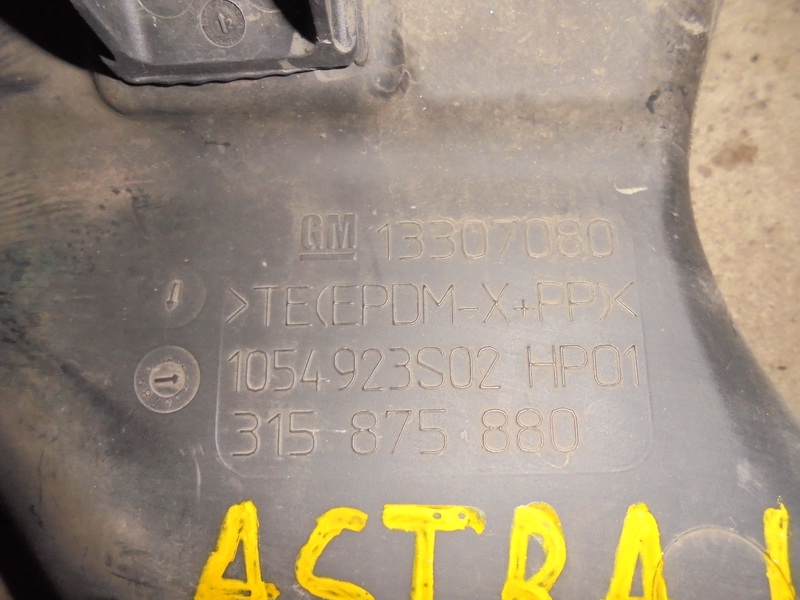 GM 13307080
>TE(EPDM-X+PP)<
1054923S02 HP01
315 875 880
ASTRA